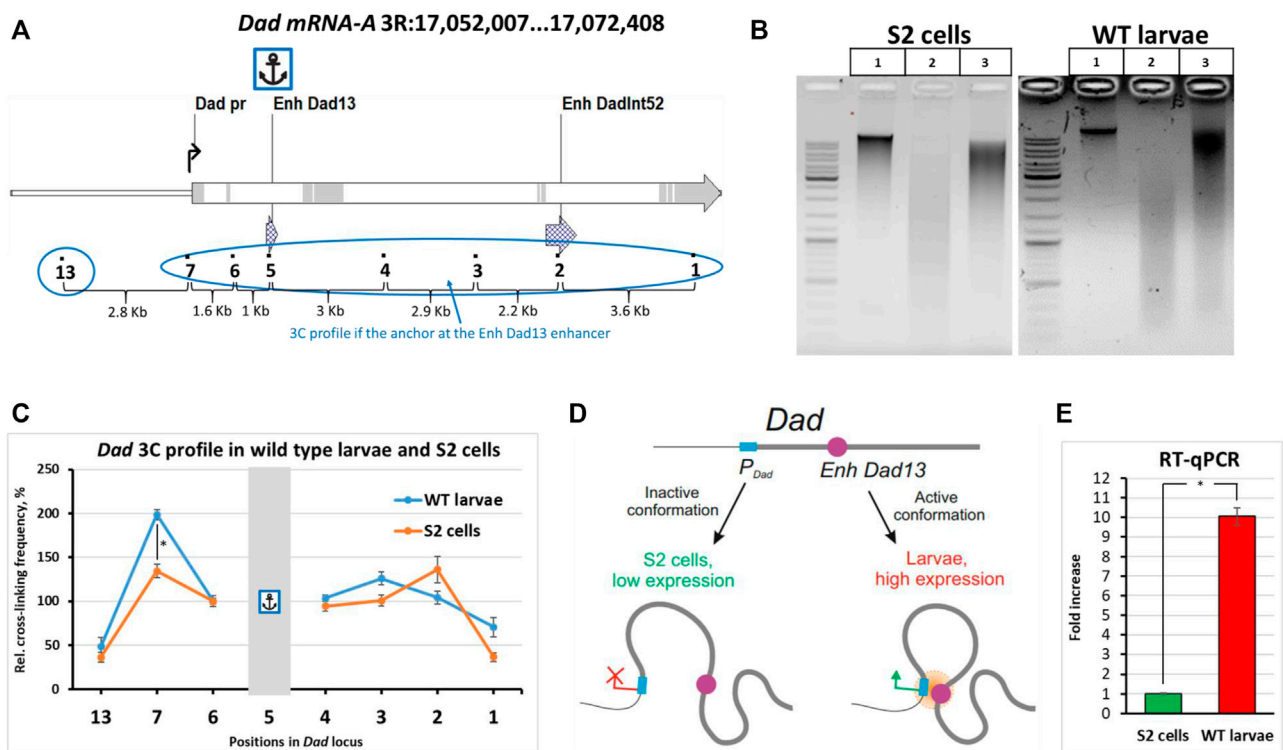 A
Dad mRNA-A 3R:17,052,007...17,072,408
Dad pr
Enh Dad13
Enh DadInt52
13 7 6 5 4 3 2 1
2.8 Kb 1.6 Kb 1 Kb 3 Kb 2.9 Kb 2.2 Kb 3.6 Kb
3C profile if the anchor at the Enh Dad13 enhancer
B
S2 cells
WT larvae
1 2 3
1 2 3
C
Dad 3C profile in wild type larvae and S2 cells
Rel. cross-linking frequency, %
250
200
150
100
50
0
WT larvae
S2 cells
*
13 7 6 5 4 3 2 1
Positions in Dad locus
D
Dad
PDad
Enh Dad13
Inactive
conformation
Active
conformation
S2 cells,
low expression
Larvae,
high expression
E
RT-qPCR
Fold increase
12
11
10
9
8
7
6
5
4
3
2
1
0
*
S2 cells
WT larvae